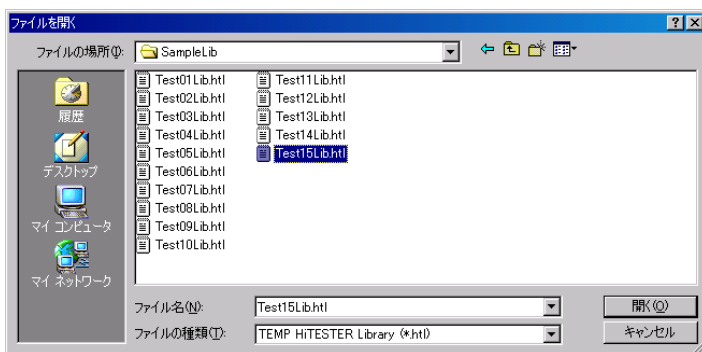 ファイルを開く
ファイルの場所(I):
SampleLib
履歴
デスクトップ
マイ コンピュータ
マイ ネットワーク
Test01Lib.htl
Test02Lib.htl
Test03Lib.htl
Test04Lib.htl
Test05Lib.htl
Test06Lib.htl
Test07Lib.htl
Test08Lib.htl
Test09Lib.htl
Test10Lib.htl
Test11Lib.htl
Test12Lib.htl
Test13Lib.htl
Test14Lib.htl
Test15Lib.htl
ファイル名(N):
Test15Lib.htl
開く(O)
ファイルの種類(T):
TEMP HiTESTER Library (*.htl)
キャンセル